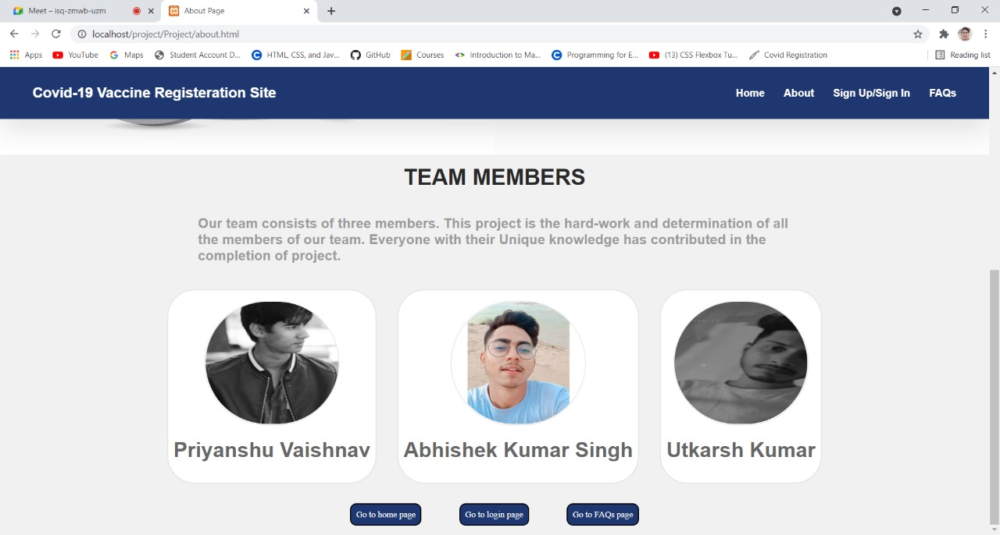 Meet – isq-zmwb-uzm
About Page
localhost/project/Project/about.html
Apps YouTube Maps Student Account D... HTML, CSS, and Jav... GitHub Courses Introduction to Ma... Programming for E... (13) CSS Flexbox Tu... Covid Registration Reading list
Covid-19 Vaccine Registeration Site Home About Sign Up/Sign In FAQs
TEAM MEMBERS
Our team consists of three members. This project is the hard-work and determination of all
the members of our team. Everyone with their Unique knowledge has contributed in the
completion of project.
Priyanshu Vaishnav Abhishek Kumar Singh Utkarsh Kumar
Go to home page Go to login page Go to FAQs page